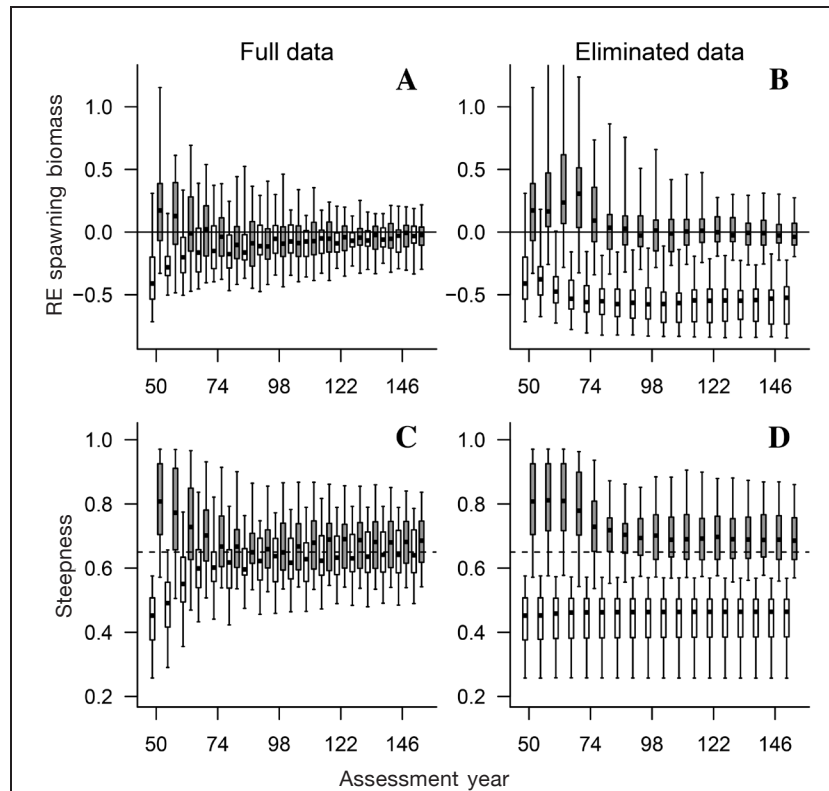 Full data
Eliminated data
A
B
RE spawning biomass
1.0
0.5
0.0
−0.5
50 74 98 122 146
50 74 98 122 146
C
D
Steepness
1.0
0.8
0.6
0.4
0.2
1.0
0.8
0.6
0.4
0.2
50 74 98 122 146
50 74 98 122 146
Assessment year
1.0
0.5
0.0
−0.5